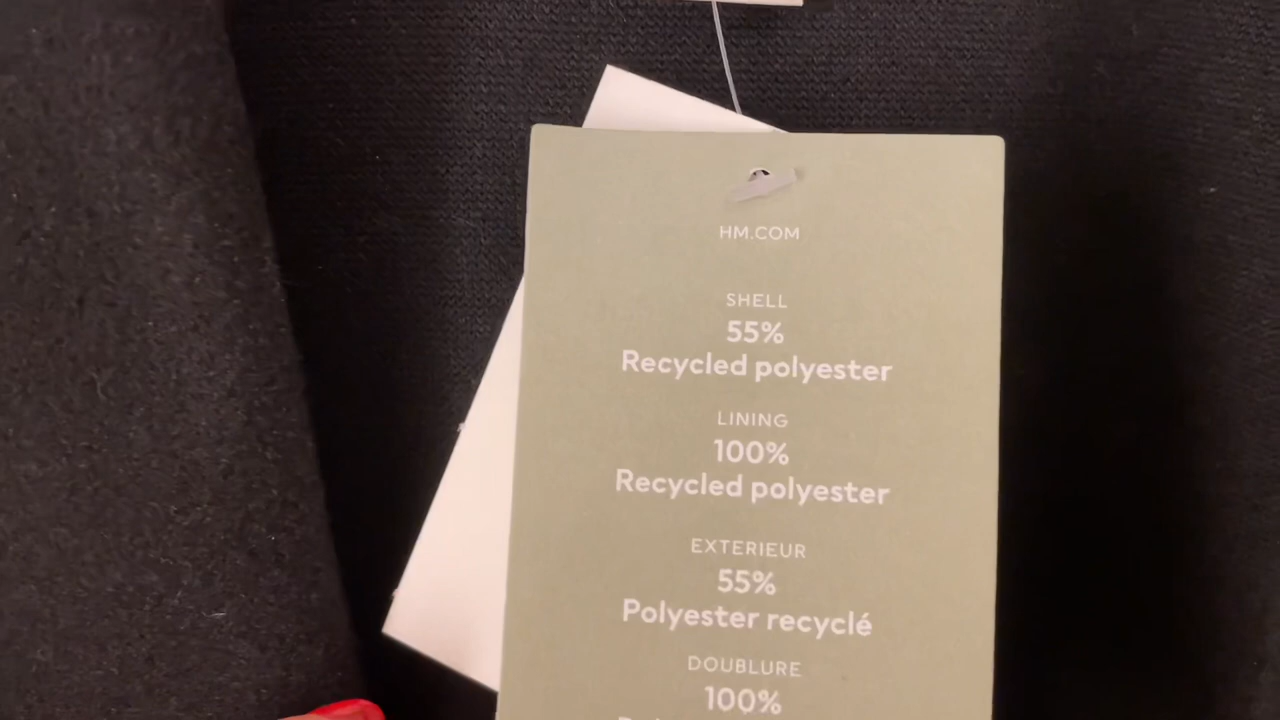 HM.COM
SHELL
55%
Recycled polyester
LINING
100%
Recycled polyester
EXTERIEUR
55%
Polyester recyclé
DOUBLURE
100%